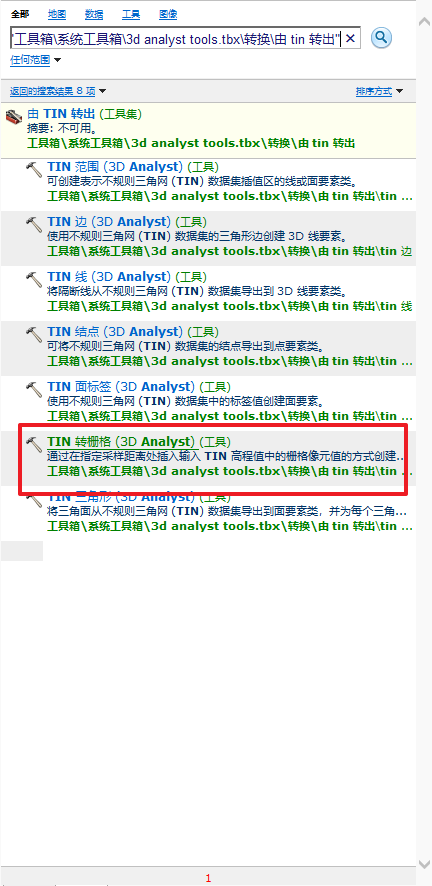 全部 地图 数据 工具 图像
"工具箱\系统工具箱\3d analyst tools.tbx\转换\由 tin 转出"
任何范围
返回的搜索结果 8 项 排序方式
由 TIN 转出 (工具集)
摘要: 不可用。
工具箱\系统工具箱\3d analyst tools.tbx\转换\由 tin 转出
TIN 范围 (3D Analyst) (工具)
可创建表示不规则三角网 (TIN) 数据集插值区的线或面要素类。
工具箱\系统工具箱\3d analyst tools.tbx\转换\由 tin 转出\tin ...
TIN 边 (3D Analyst) (工具)
使用不规则三角网 (TIN) 数据集的三角形边创建 3D 线要素。
工具箱\系统工具箱\3d analyst tools.tbx\转换\由 tin 转出\tin 边
TIN 线 (3D Analyst) (工具)
将隔断线从不规则三角网 (TIN) 数据集导出到 3D 线要素类。
工具箱\系统工具箱\3d analyst tools.tbx\转换\由 tin 转出\tin 线
TIN 结点 (3D Analyst) (工具)
可将不规则三角网 (TIN) 数据集的结点导出到点要素类。
工具箱\系统工具箱\3d analyst tools.tbx\转换\由 tin 转出\tin ...
TIN 面标签 (3D Analyst) (工具)
使用不规则三角网 (TIN) 数据集中的标签值创建面要素。
工具箱\系统工具箱\3d analyst tools.tbx\转换\由 tin 转出\tin ...
TIN 转栅格 (3D Analyst) (工具)
通过在指定采样距离处插入输入 TIN 高程值中的栅格像元值的方式创建...
工具箱\系统工具箱\3d analyst tools.tbx\转换\由 tin 转出\tin ...
TIN 三角形 (3D Analyst) (工具)
将三角面从不规则三角网 (TIN) 数据集导出到面要素类，并为每个三角...
工具箱\系统工具箱\3d analyst tools.tbx\转换\由 tin 转出\tin ...
1